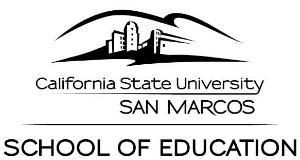 California State University
SAN MARCOS
SCHOOL OF EDUCATION